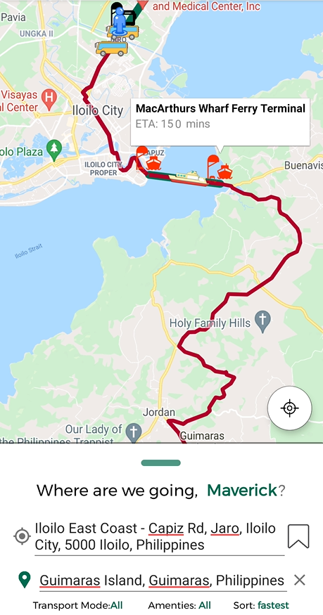 and Medical Center, Inc
Pavia
UNGKA II
Visayas
al Center
Iloilo City
MacArthurs Wharf Ferry Terminal
ETA: 150 mins
olo Plaza
ILOILO CITY
PROPER
Buenavis
Iloilo Strait
Holy Family Hills
Jordan
Our Lady of
the Philippines Trappist
Guimaras
Where are we going, Maverick?
Iloilo East Coast - Capiz Rd, Jaro, Iloilo
City, 5000 Iloilo, Philippines
Guimaras Island, Guimaras, Philippines
Transport Mode:All Amenties: All Sort: fastest